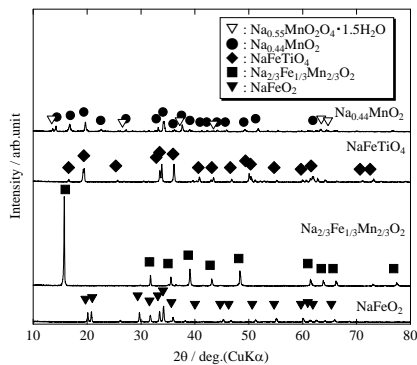 ▽ : Na₀.₅₅Mn₂O₄・1.5H₂O
● : Na₀.₄₄MnO₂
◆ : NaFeTiO₄
■ : Na₂/₃Fe₁/₃Mn₂/₃O₂
▼ : NaFeO₂
Na₀.₄₄MnO₂
NaFeTiO₄
Na₂/₃Fe₁/₃Mn₂/₃O₂
NaFeO₂
Intensity / arb.unit
10 20 30 40 50 60 70 80
2θ / deg.(CuKα)